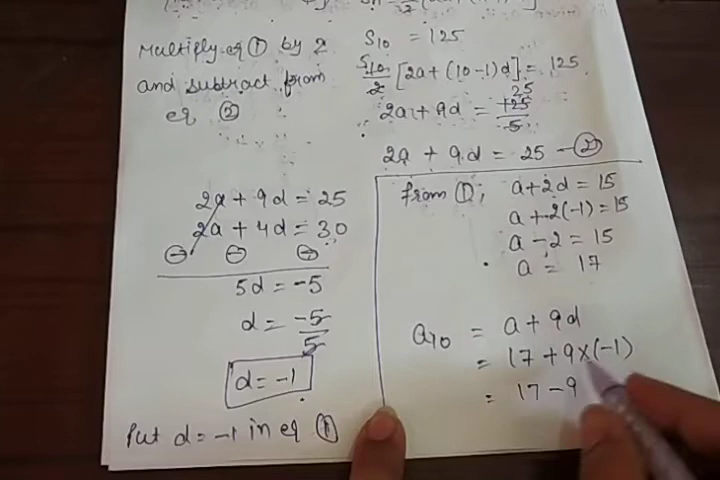 Multiply eq ① by 2
and subtract from
eq ②
S10 = 125
5 10/2 [2a + (10-1)d] = 125
2a + 9d = 125/5 25
2a + 9d = 25 - ②
2a + 9d = 25
2a + 4d = 30
⊖ ⊖ ⊖
5d = -5
d = -5/5
d = -1
Put d = -1 in eq ①
from ①; a + 2d = 15
a + 2(-1) = 15
a - 2 = 15
a = 17
a10 = a + 9d
= 17 + 9×(-1)
= 17 - 9